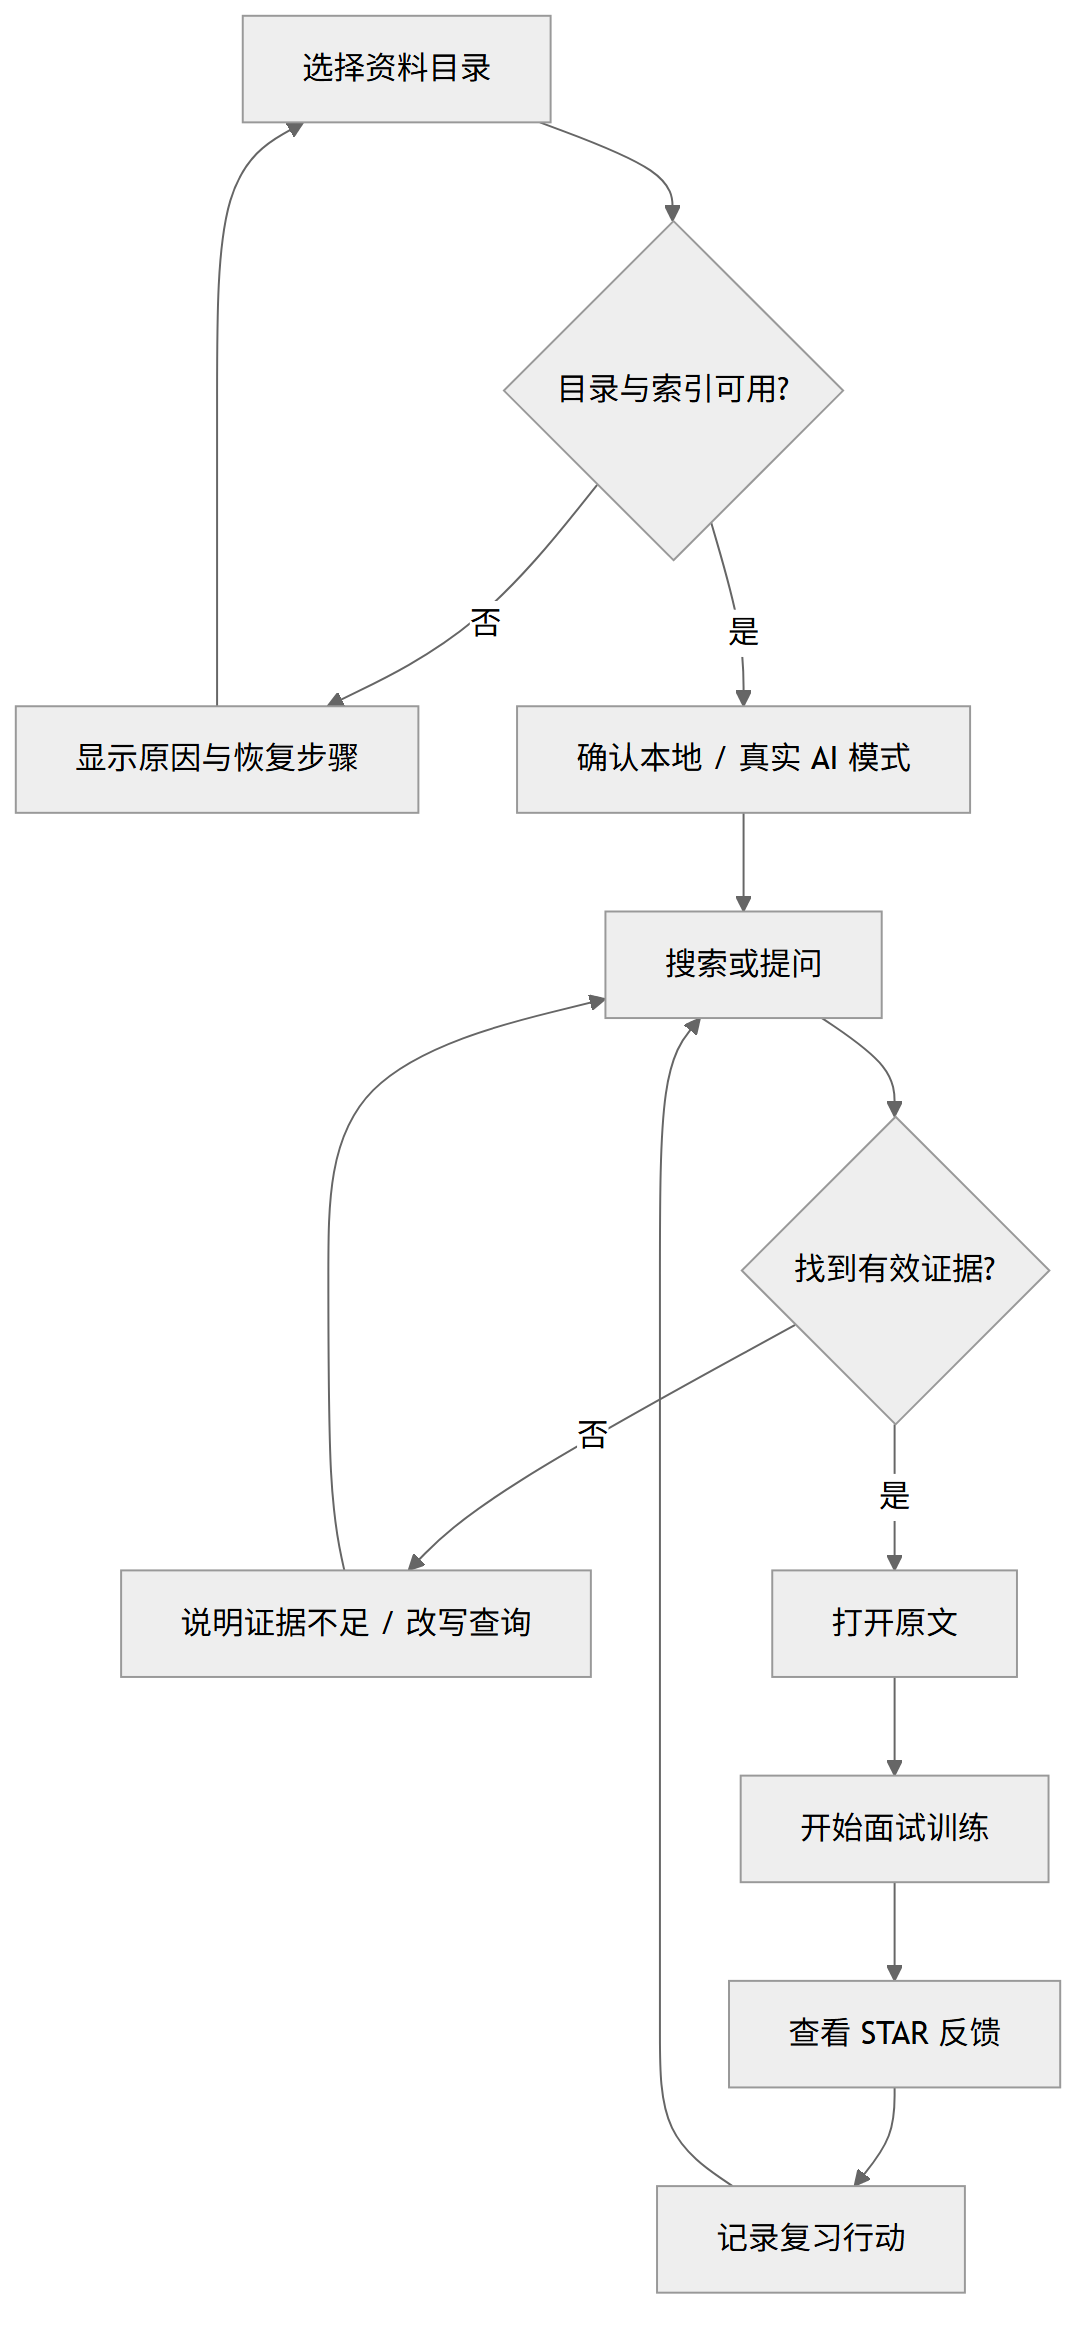 选择资料目录
目录与索引可用?
否
是
显示原因与恢复步骤
确认本地 / 真实 AI 模式
搜索或提问
找到有效证据?
否
是
说明证据不足 / 改写查询
打开原文
开始面试训练
查看 STAR 反馈
记录复习行动